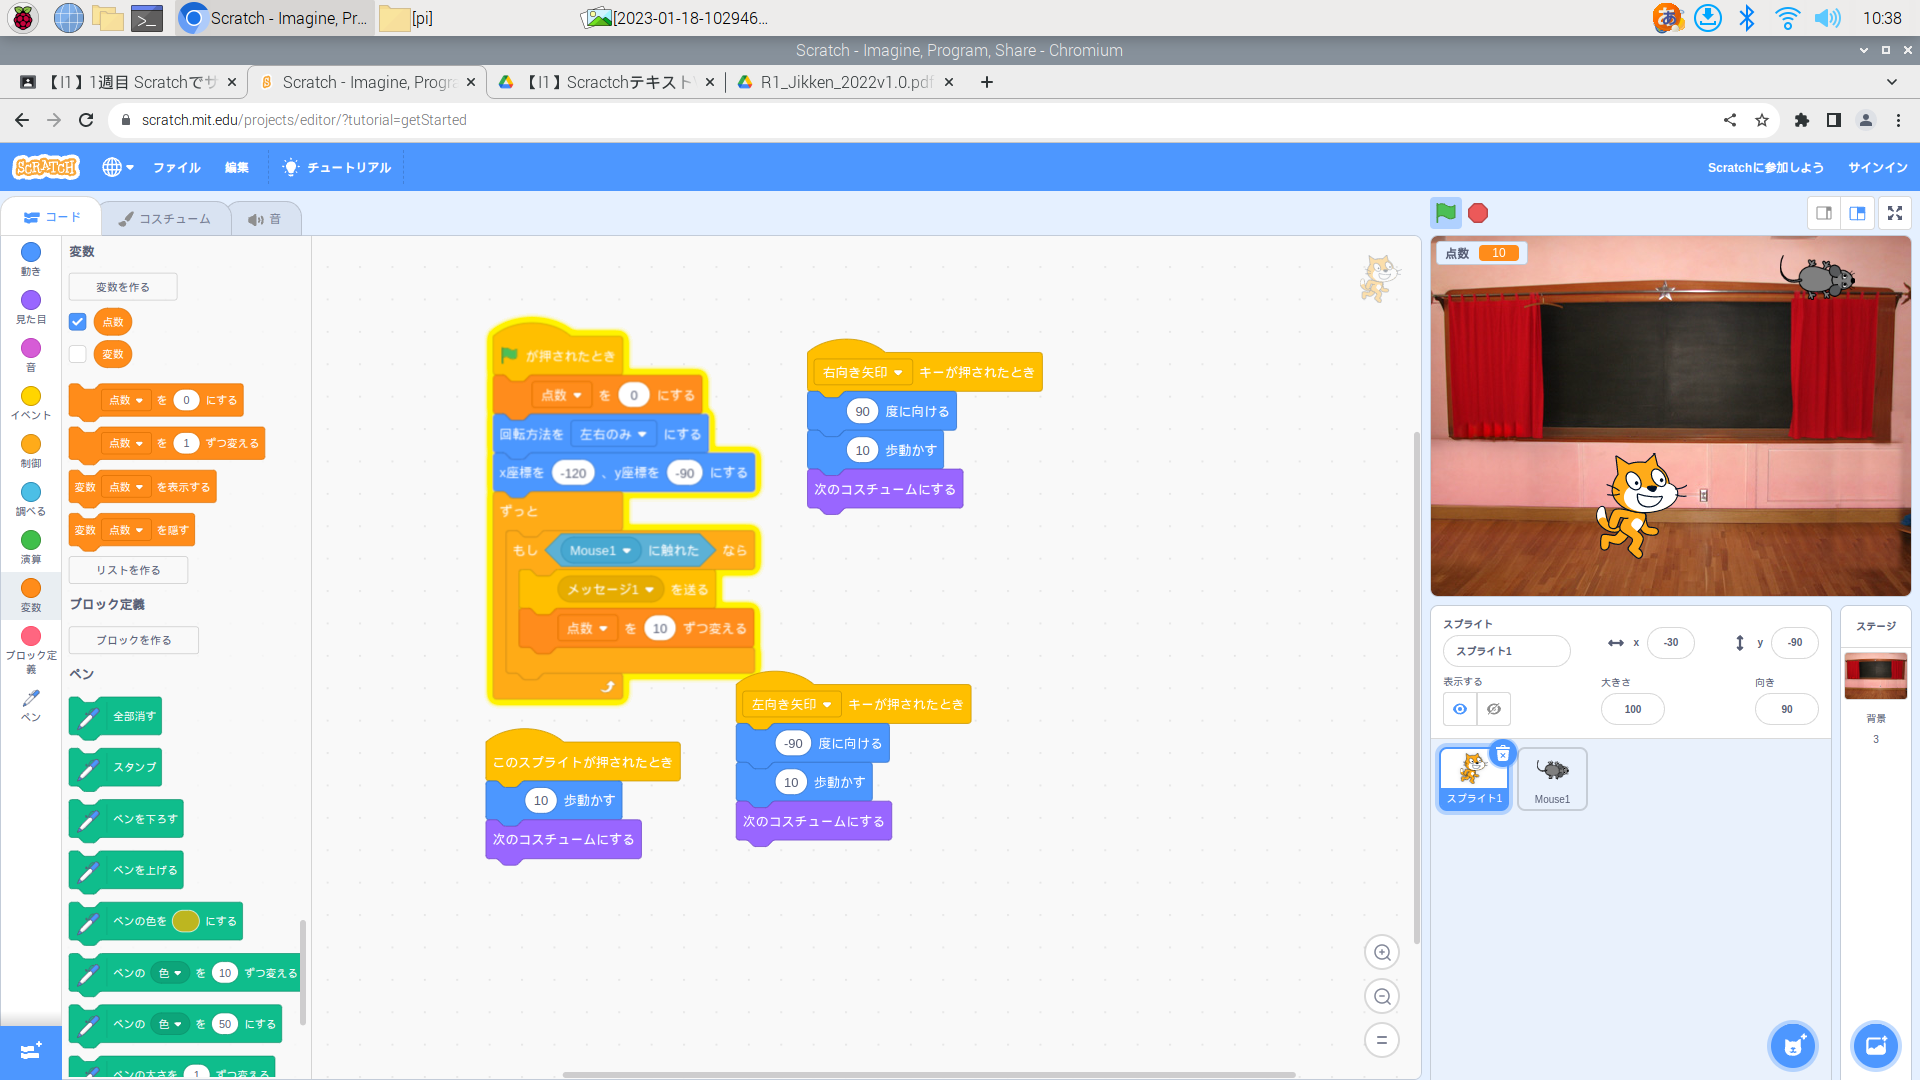 Scratch - Imagine, Pr...
[pi]
[2023-01-18-102946...
10:38
Scratch - Imagine, Program, Share - Chromium
【I1】1週目 Scratchでサ
Scratch - Imagine, Progra
【I1】Scractchテキスト
R1_Jikken_2022v1.0.pdf
scratch.mit.edu/projects/editor/?tutorial=getStarted
SCRATCH
ファイル
編集
チュートリアル
Scratchに参加しよう
サインイン
コード
コスチューム
音
動き
見た目
音
イベント
制御
調べる
演算
変数
ブロック定義
ペン
変数
変数を作る
点数
変数
点数 を 0 にする
点数 を 1 ずつ変える
変数 点数 を表示する
変数 点数 を隠す
リストを作る
ブロック定義
ブロックを作る
ペン
全部消す
スタンプ
ペンを下ろす
ペンを上げる
ペンの色を にする
ペンの 色 を 10 ずつ変える
ペンの 色 を 50 にする
ペンの太さを 1 ずつ変える
が押されたとき
点数 を 0 にする
回転方法を 左右のみ にする
x座標を -120 、y座標を -90 にする
ずっと
もし Mouse1 に触れた なら
メッセージ1 を送る
点数 を 10 ずつ変える
このスプライトが押されたとき
10 歩動かす
次のコスチュームにする
右向き矢印 キーが押されたとき
90 度に向ける
10 歩動かす
次のコスチュームにする
左向き矢印 キーが押されたとき
-90 度に向ける
10 歩動かす
次のコスチュームにする
点数 10
スプライト
スプライト1
x -30
y -90
表示する
大きさ
100
向き
90
スプライト1
Mouse1
ステージ
背景
3